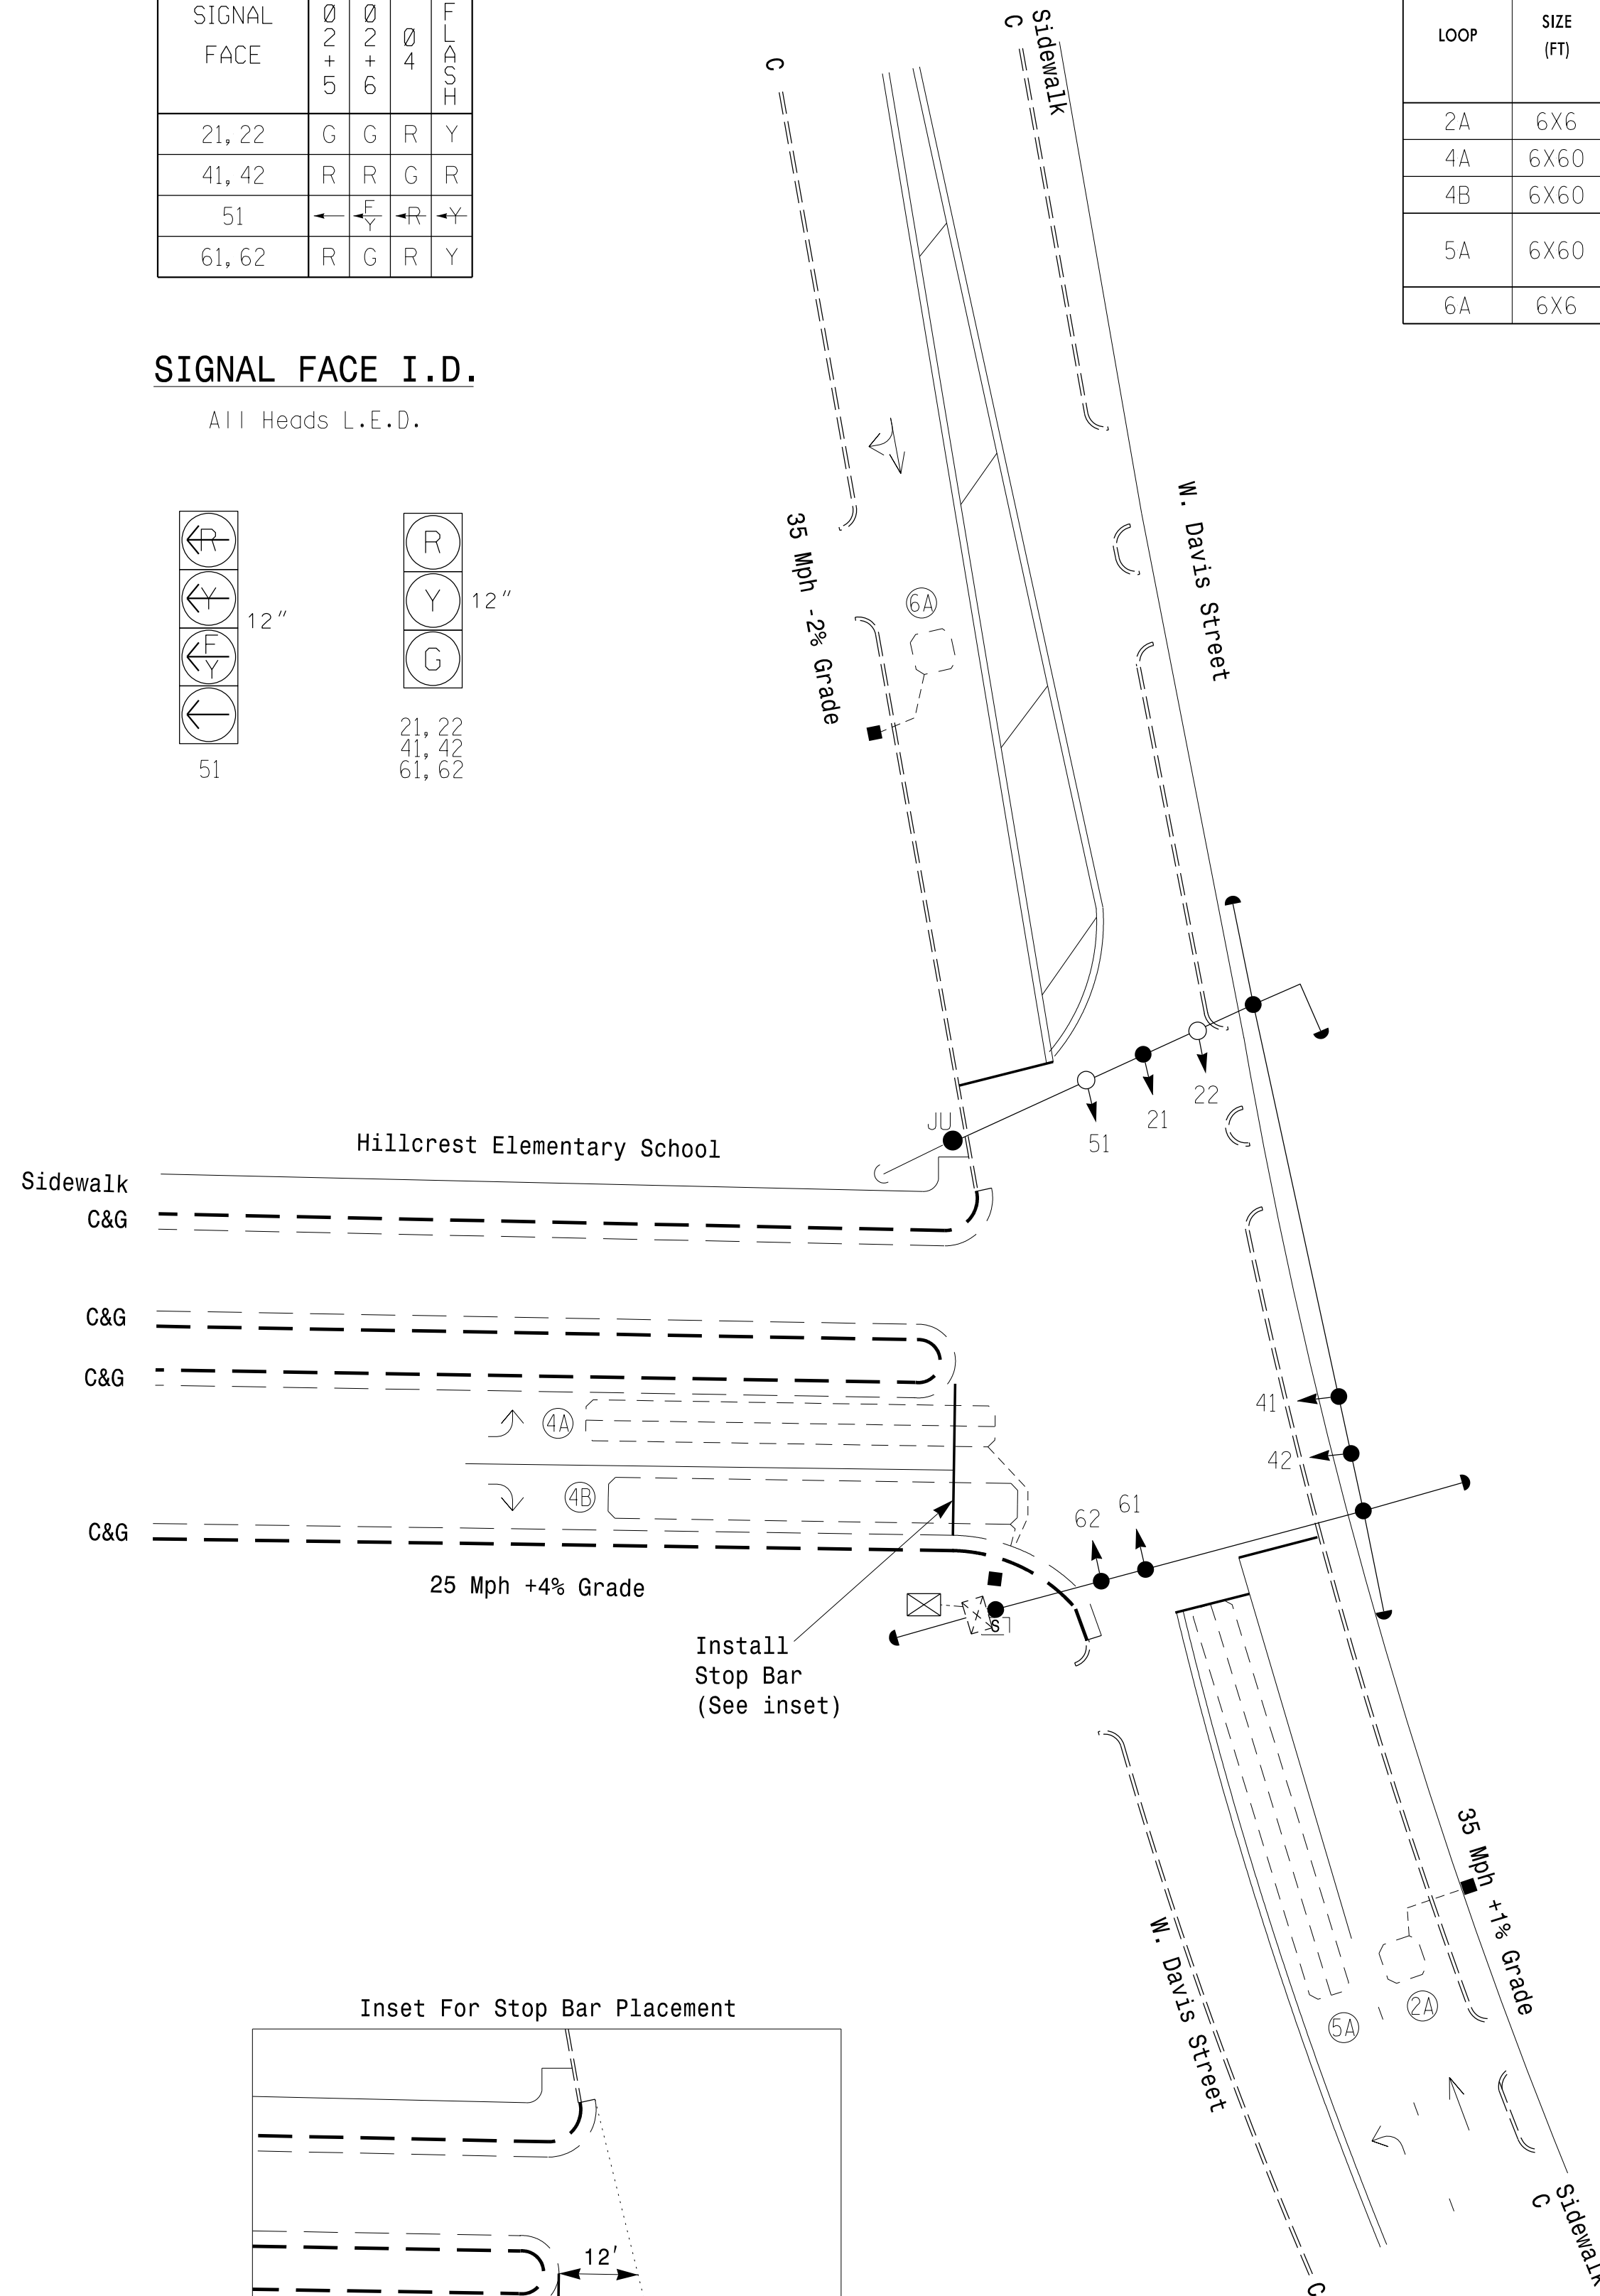 SIGNAL
FACE
Ø2+5
Ø2+6
Ø4
FLASH
21,22 G G R Y
41,42 R R G R
51 F Y R Y
61,62 R G R Y
SIGNAL FACE I.D.
All Heads L.E.D.
R
Y
F
Y
12"
51
R
Y
G
12"
21,22
41,42
61,62
LOOP SIZE
(FT)
2A 6X6
4A 6X60
4B 6X60
5A 6X60
6A 6X6
C
C
Sidewalk
W. Davis Street
35 Mph -2% Grade
6A
22
21
51
JU
Hillcrest Elementary School
Sidewalk
C&G
C&G
C&G
C&G
4A
4B
41
42
61
62
25 Mph +4% Grade
S
Install
Stop Bar
(See inset)
35 Mph +1% Grade
W. Davis Street
2A
5A
Sidewalk
C
C
Inset For Stop Bar Placement
12'